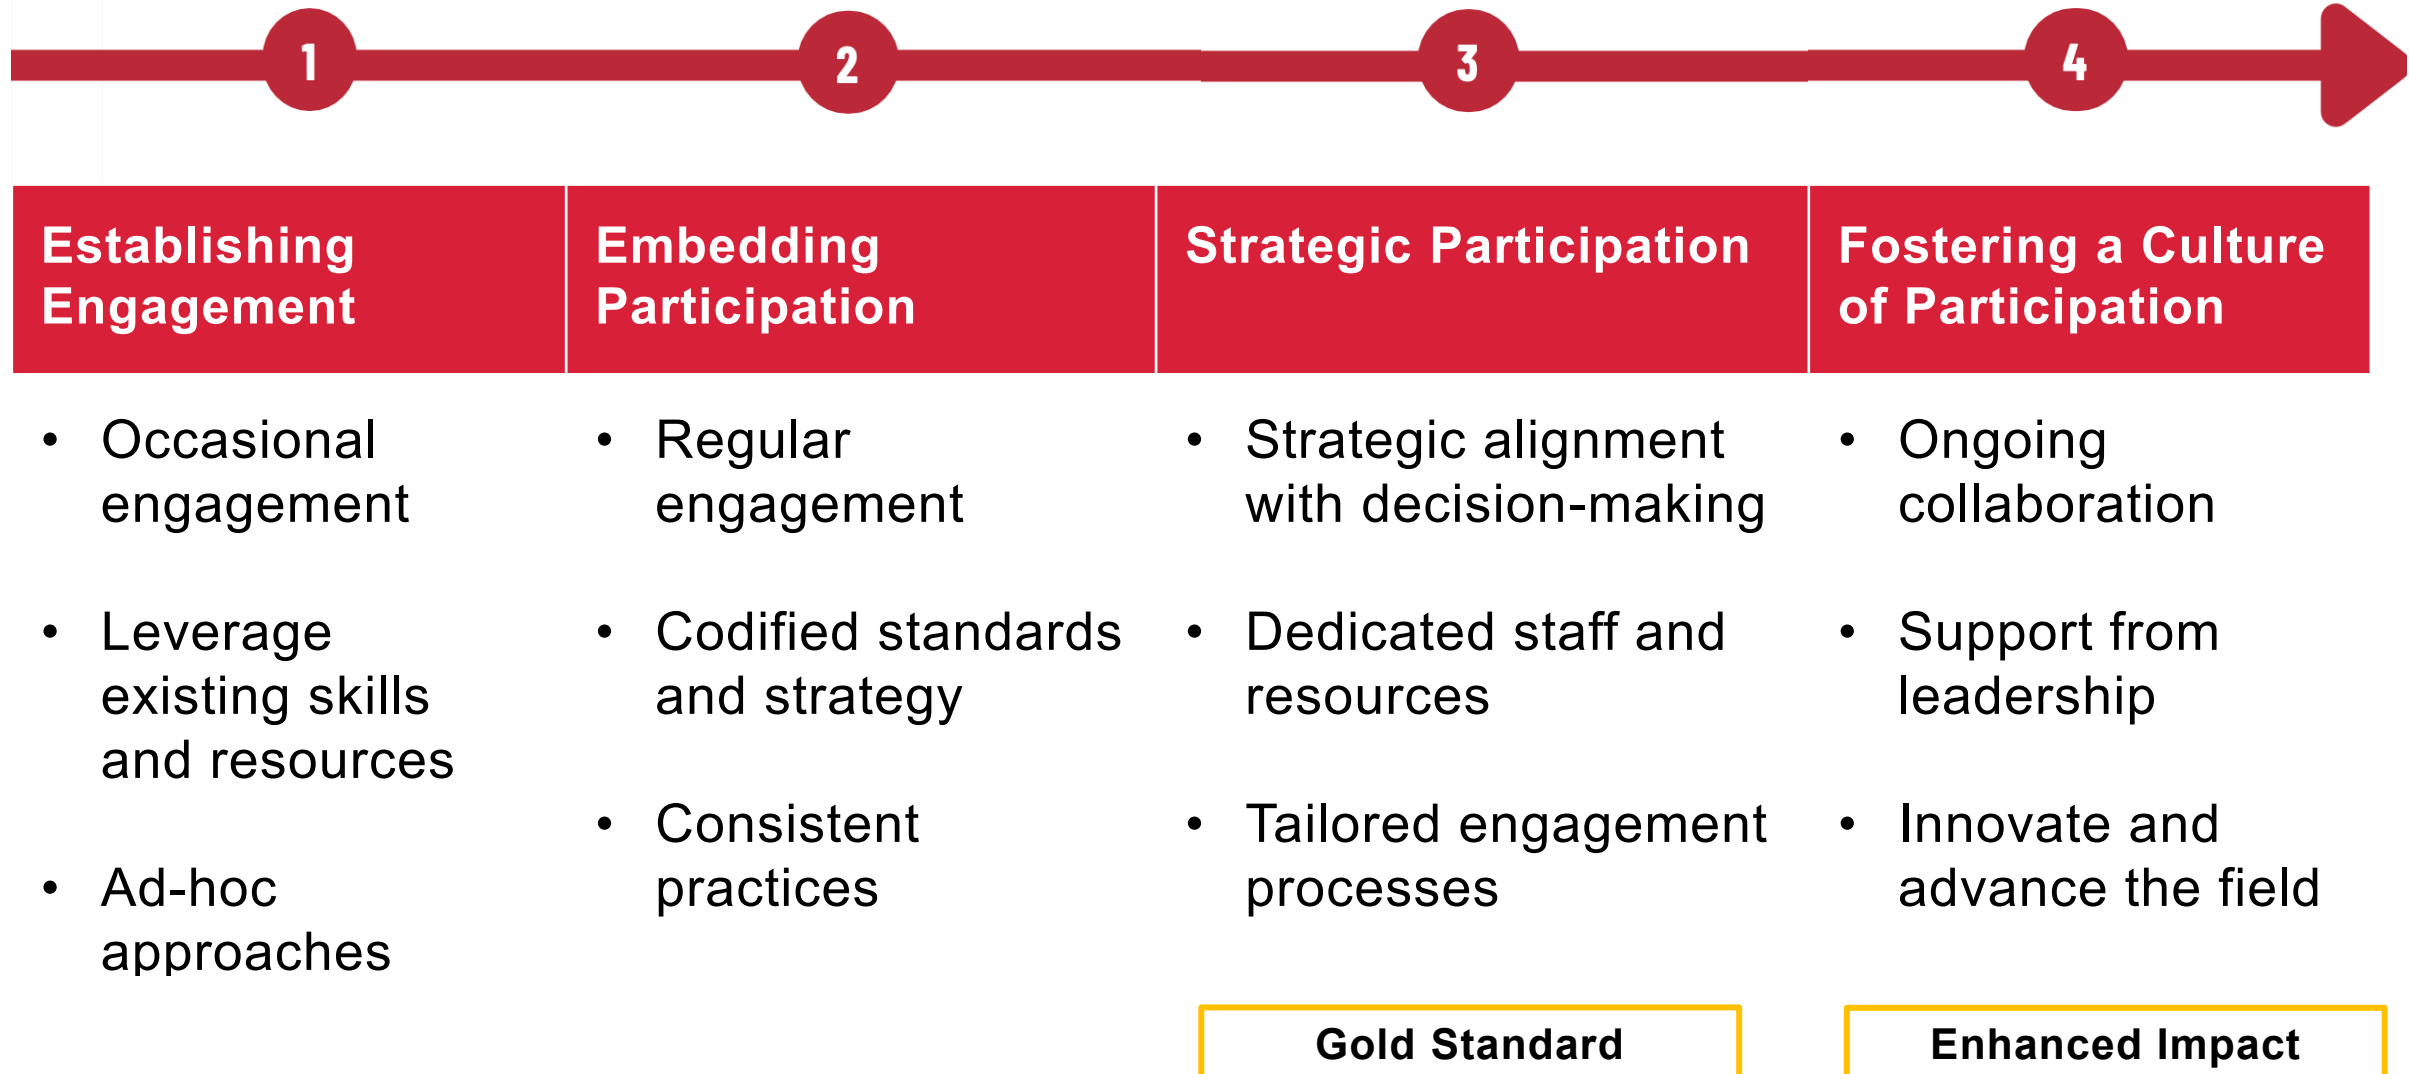 1
2
3
4
Establishing
Engagement
Embedding
Participation
Strategic Participation
Fostering a Culture
of Participation
• Occasional
engagement
• Leverage
existing skills
and resources
• Ad-hoc
approaches
• Regular
engagement
• Codified standards
and strategy
• Consistent
practices
• Strategic alignment
with decision-making
• Dedicated staff and
resources
• Tailored engagement
processes
• Ongoing
collaboration
• Support from
leadership
• Innovate and
advance the field
Gold Standard
Enhanced Impact